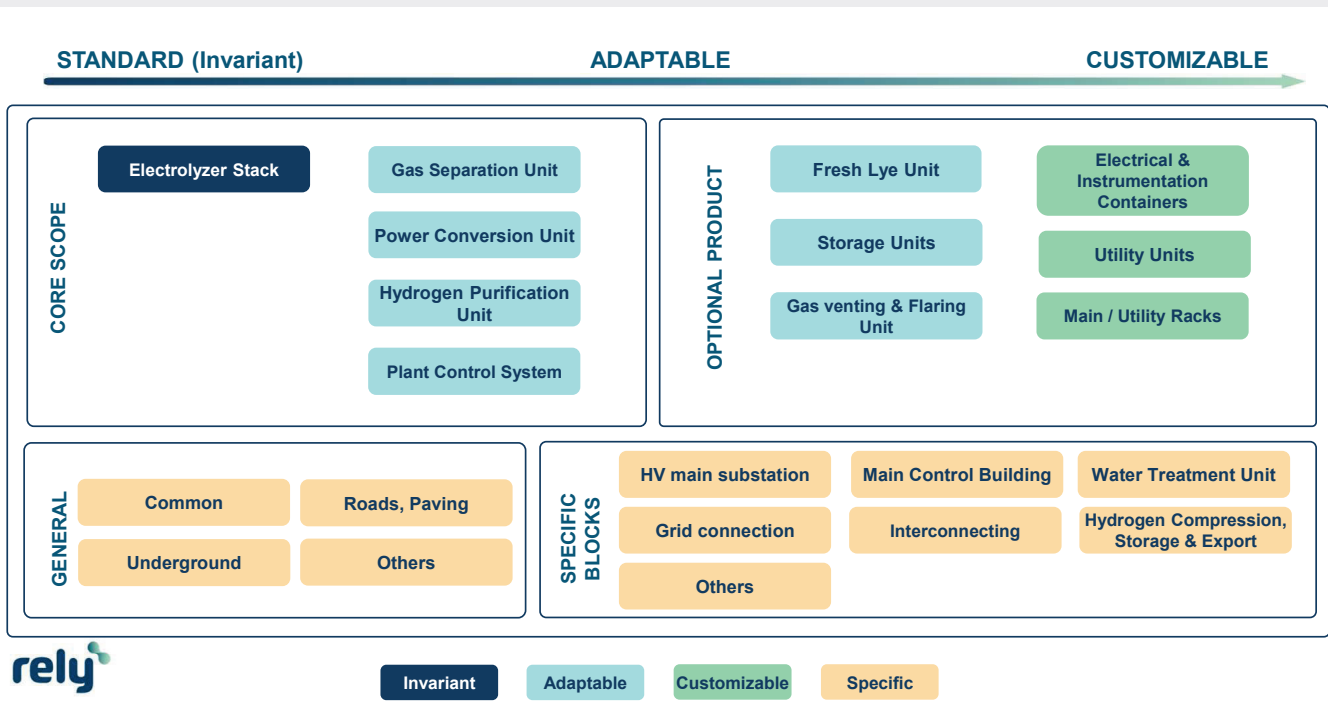 STANDARD (Invariant)
ADAPTABLE
CUSTOMIZABLE
CORE SCOPE
Electrolyzer Stack
Gas Separation Unit
Power Conversion Unit
Hydrogen Purification
Unit
Plant Control System
OPTIONAL PRODUCT
Fresh Lye Unit
Storage Units
Gas venting & Flaring
Unit
Electrical &
Instrumentation
Containers
Utility Units
Main / Utility Racks
GENERAL
Common
Roads, Paving
Underground
Others
SPECIFIC
BLOCKS
HV main substation
Main Control Building
Water Treatment Unit
Grid connection
Interconnecting
Hydrogen Compression,
Storage & Export
Others
rely
Invariant
Adaptable
Customizable
Specific